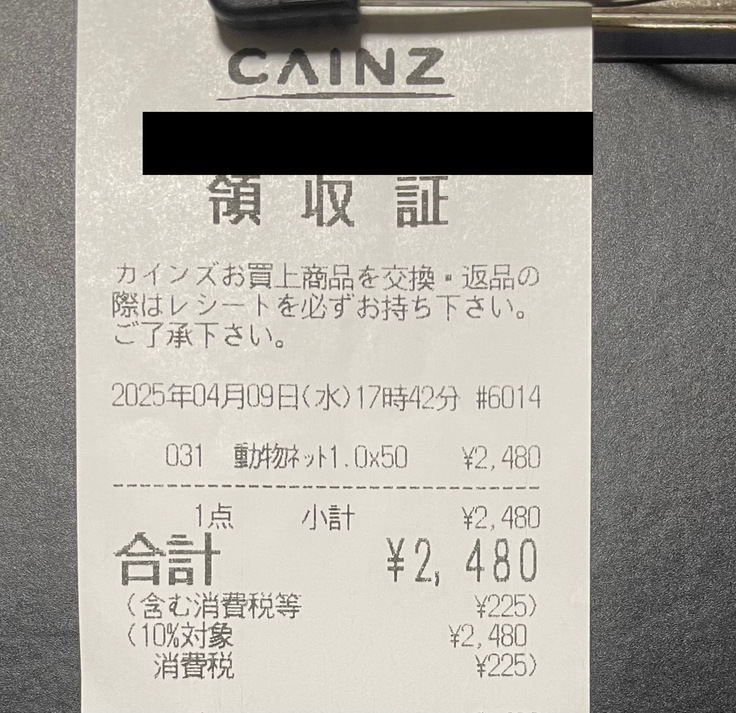 CAINZ
領収証
カインズお買上商品を交換・返品の
際はレシートを必ずお持ち下さい。
ご了承下さい。
2025年04月09日(水)17時42分 #6014
031 動物ネット1.0x50 ¥2,480
1点 小計 ¥2,480
合計 ¥2,480
(含む消費税等 ¥225)
(10%対象 ¥2,480
消費税 ¥225)